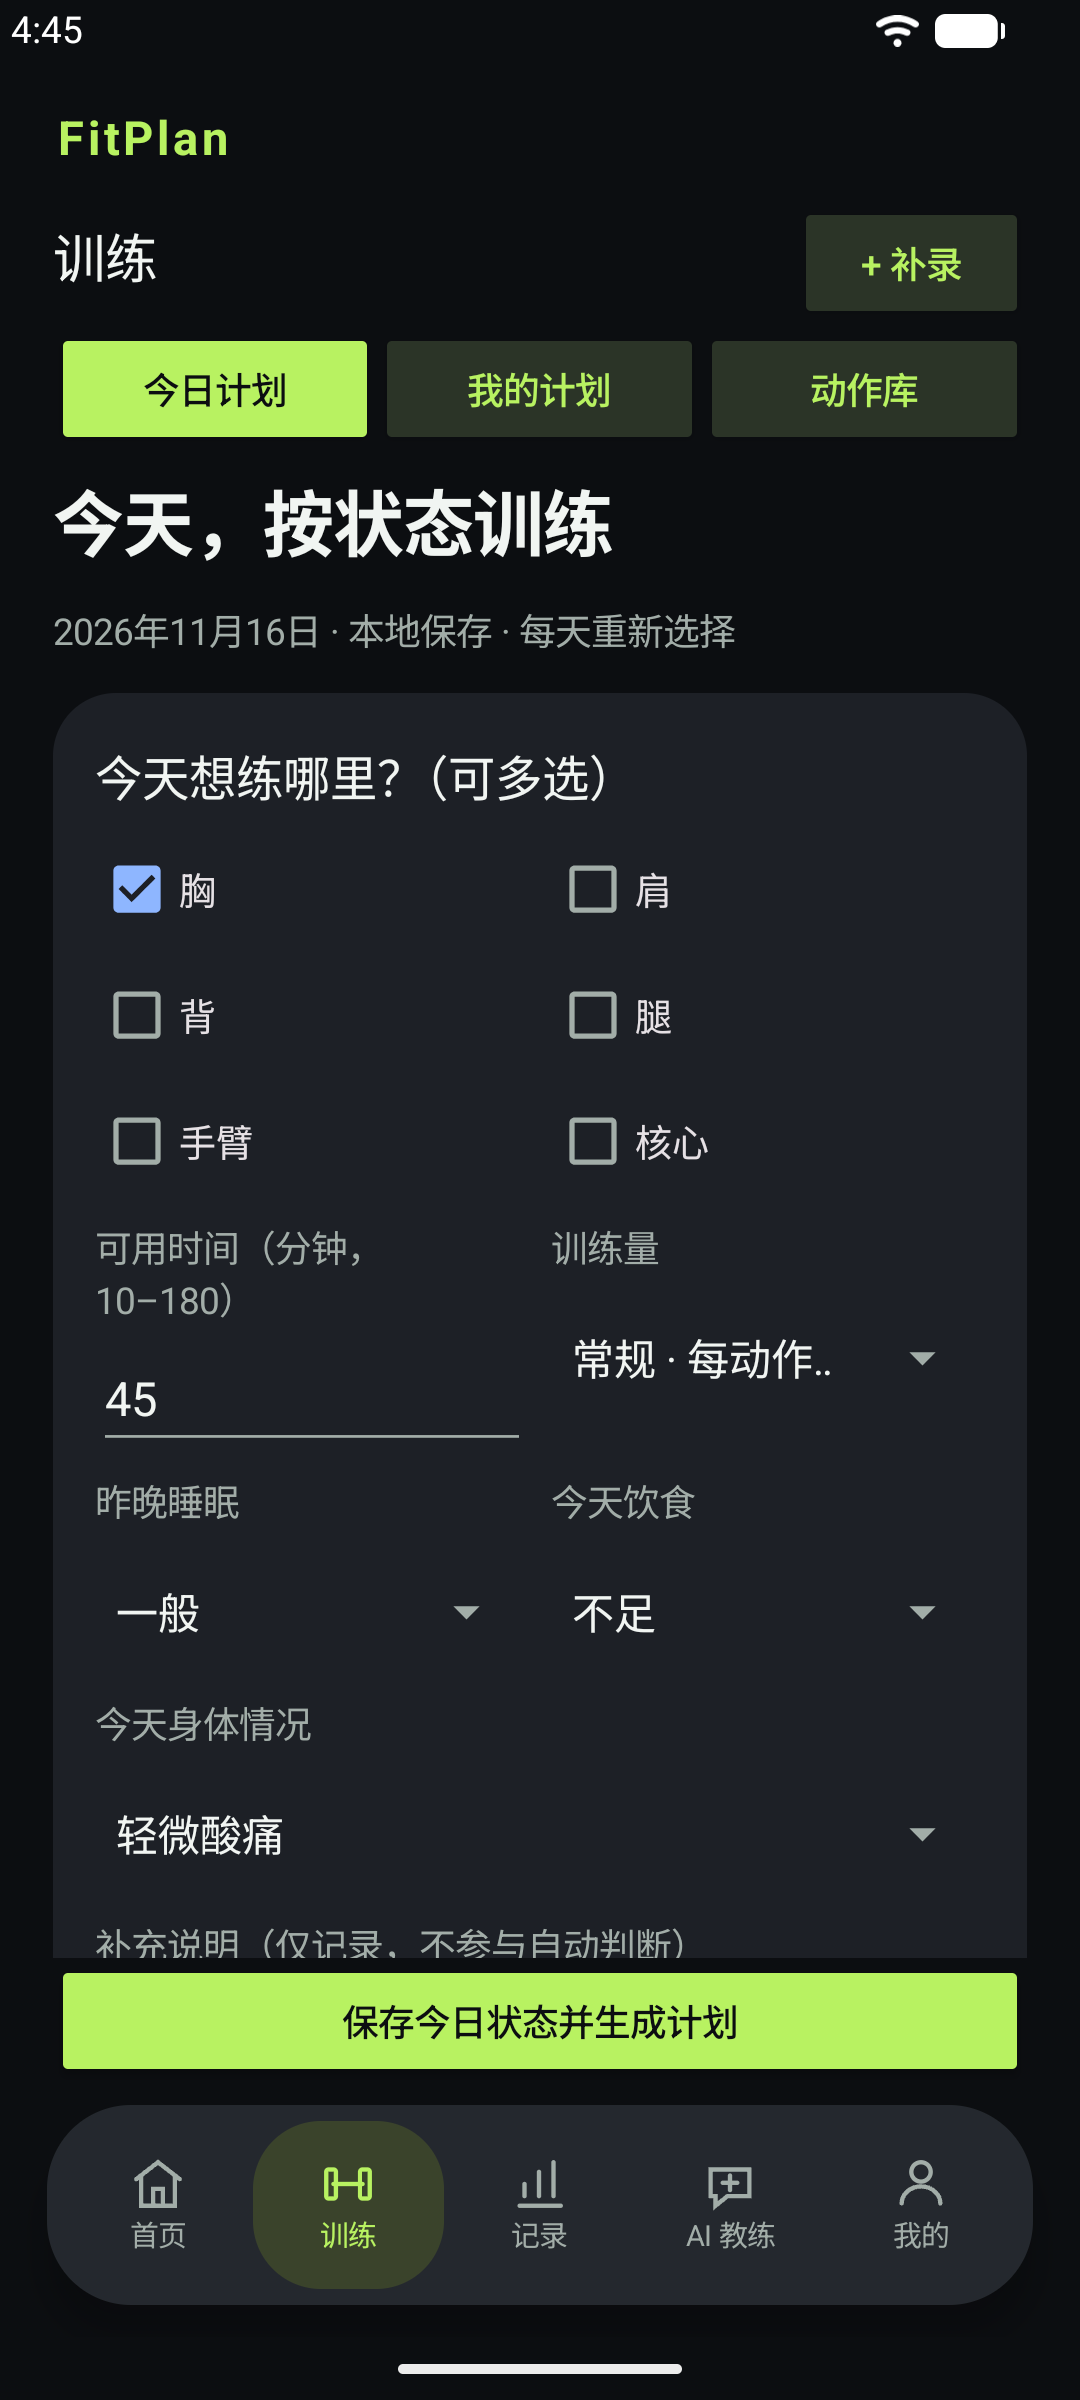 4:45
FitPlan
训练
+ 补录
今日计划
我的计划
动作库
今天，按状态训练
2026年11月16日 · 本地保存 · 每天重新选择
今天想练哪里？（可多选）
胸
肩
背
腿
手臂
核心
可用时间（分钟，
10–180）
训练量
常规 · 每动作..
45
昨晚睡眠
今天饮食
一般
不足
今天身体情况
轻微酸痛
补充说明（仅记录，不参与自动判断）
保存今日状态并生成计划
首页
训练
记录
AI 教练
我的